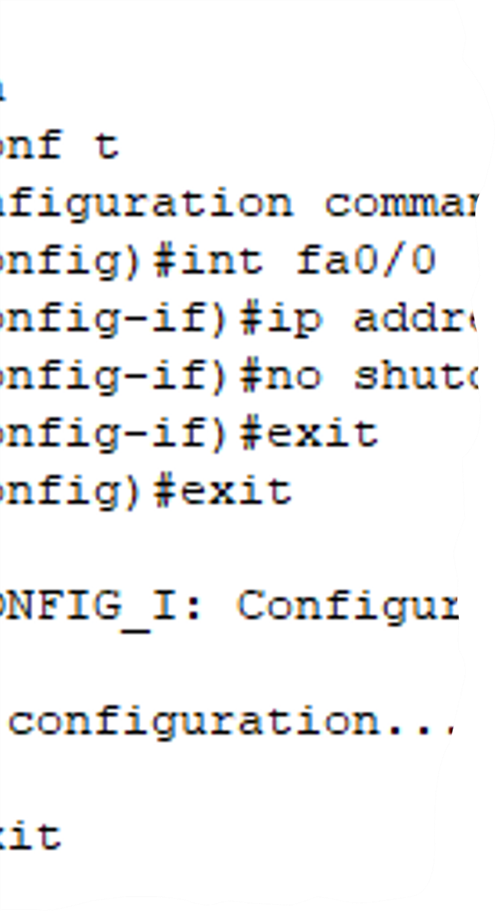 onf t
nfiguration comman
onfig)#int fa0/0
onfig-if)#ip addre
onfig-if)#no shutd
onfig-if)#exit
onfig)#exit
ONFIG_I: Configur
configuration...
xit